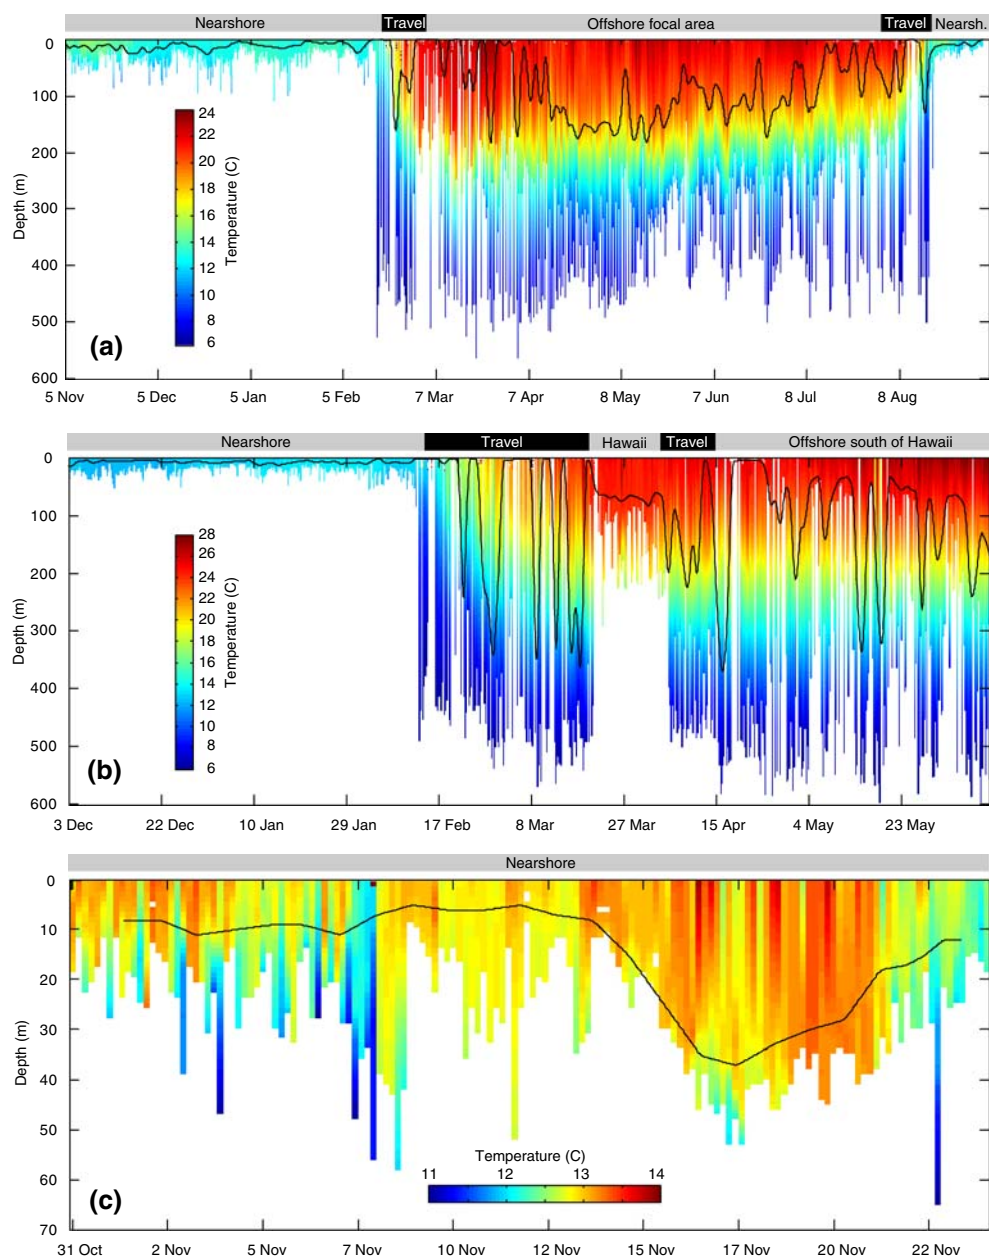 Nearshore Travel Offshore focal area Travel Nearsh.
0
100
200
300
400
500
600
Depth (m)
24
22
20
18
16
14
12
10
8
6
Temperature (C)
(a)
5 Nov 5 Dec 5 Jan 5 Feb 7 Mar 7 Apr 8 May 7 Jun 8 Jul 8 Aug
Nearshore Travel Hawaii Travel Offshore south of Hawaii
0
100
200
300
400
500
600
Depth (m)
28
26
24
22
20
18
16
14
12
10
8
6
Temperature (C)
(b)
3 Dec 22 Dec 10 Jan 29 Jan 17 Feb 8 Mar 27 Mar 15 Apr 4 May 23 May
Nearshore
0
10
20
30
40
50
60
70
Depth (m)
Temperature (C)
11 12 13 14
(c)
31 Oct 2 Nov 5 Nov 7 Nov 10 Nov 12 Nov 15 Nov 17 Nov 20 Nov 22 Nov